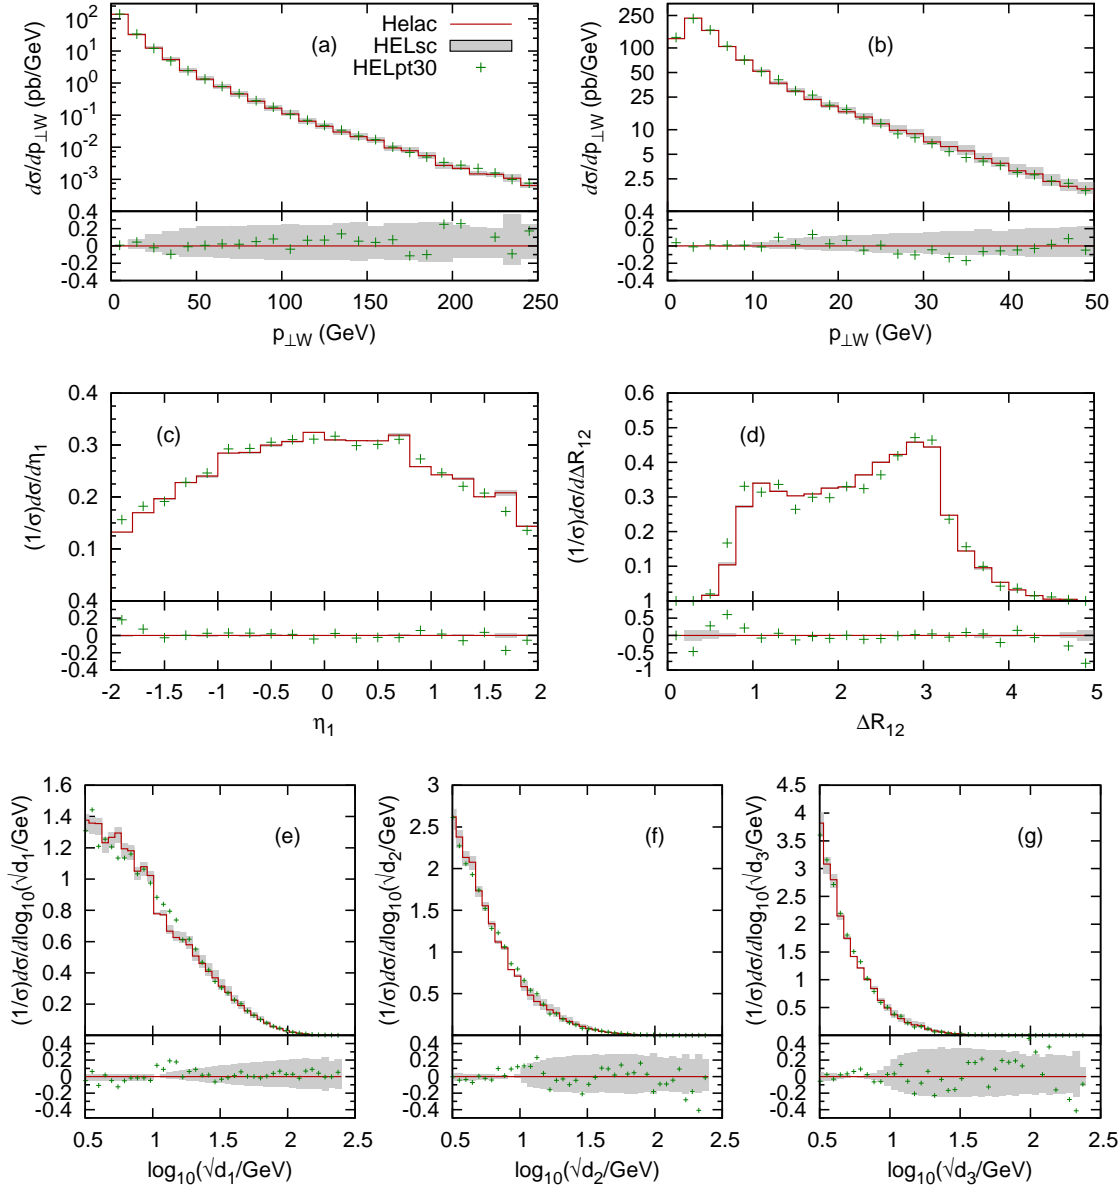 Helac
HELsc
HELpt30
(a)
dσ/dp⊥W (pb/GeV)
10^2
10^1
10^0
10^-1
10^-2
10^-3
0.4
0.2
0
-0.2
-0.4
0 50 100 150 200 250
p⊥W (GeV)
(b)
dσ/dp⊥W (pb/GeV)
250
100
50
25
10
5
2.5
0.4
0.2
0
-0.2
-0.4
0 10 20 30 40 50
p⊥W (GeV)
(c)
(1/σ)dσ/dη1
0.4
0.3
0.2
0.1
0.4
0.2
0
-0.2
-0.4
-2 -1.5 -1 -0.5 0 0.5 1 1.5 2
η1
(d)
(1/σ)dσ/dΔR12
0.6
0.5
0.4
0.3
0.2
0.1
1
0.5
0
-0.5
-1
0 1 2 3 4 5
ΔR12
(e)
(1/σ)dσ/dlog10(√d1/GeV)
1.6
1.4
1.2
1
0.8
0.6
0.4
0.2
0.4
0.2
0
-0.2
-0.4
0.5 1 1.5 2 2.5
log10(√d1/GeV)
(f)
(1/σ)dσ/dlog10(√d2/GeV)
3
2.5
2
1.5
1
0.5
0.4
0.2
0
-0.2
-0.4
0.5 1 1.5 2 2.5
log10(√d2/GeV)
(g)
(1/σ)dσ/dlog10(√d3/GeV)
4.5
4
3.5
3
2.5
2
1.5
1
0.5
0.4
0.2
0
-0.2
-0.4
0.5 1 1.5 2 2.5
log10(√d3/GeV)